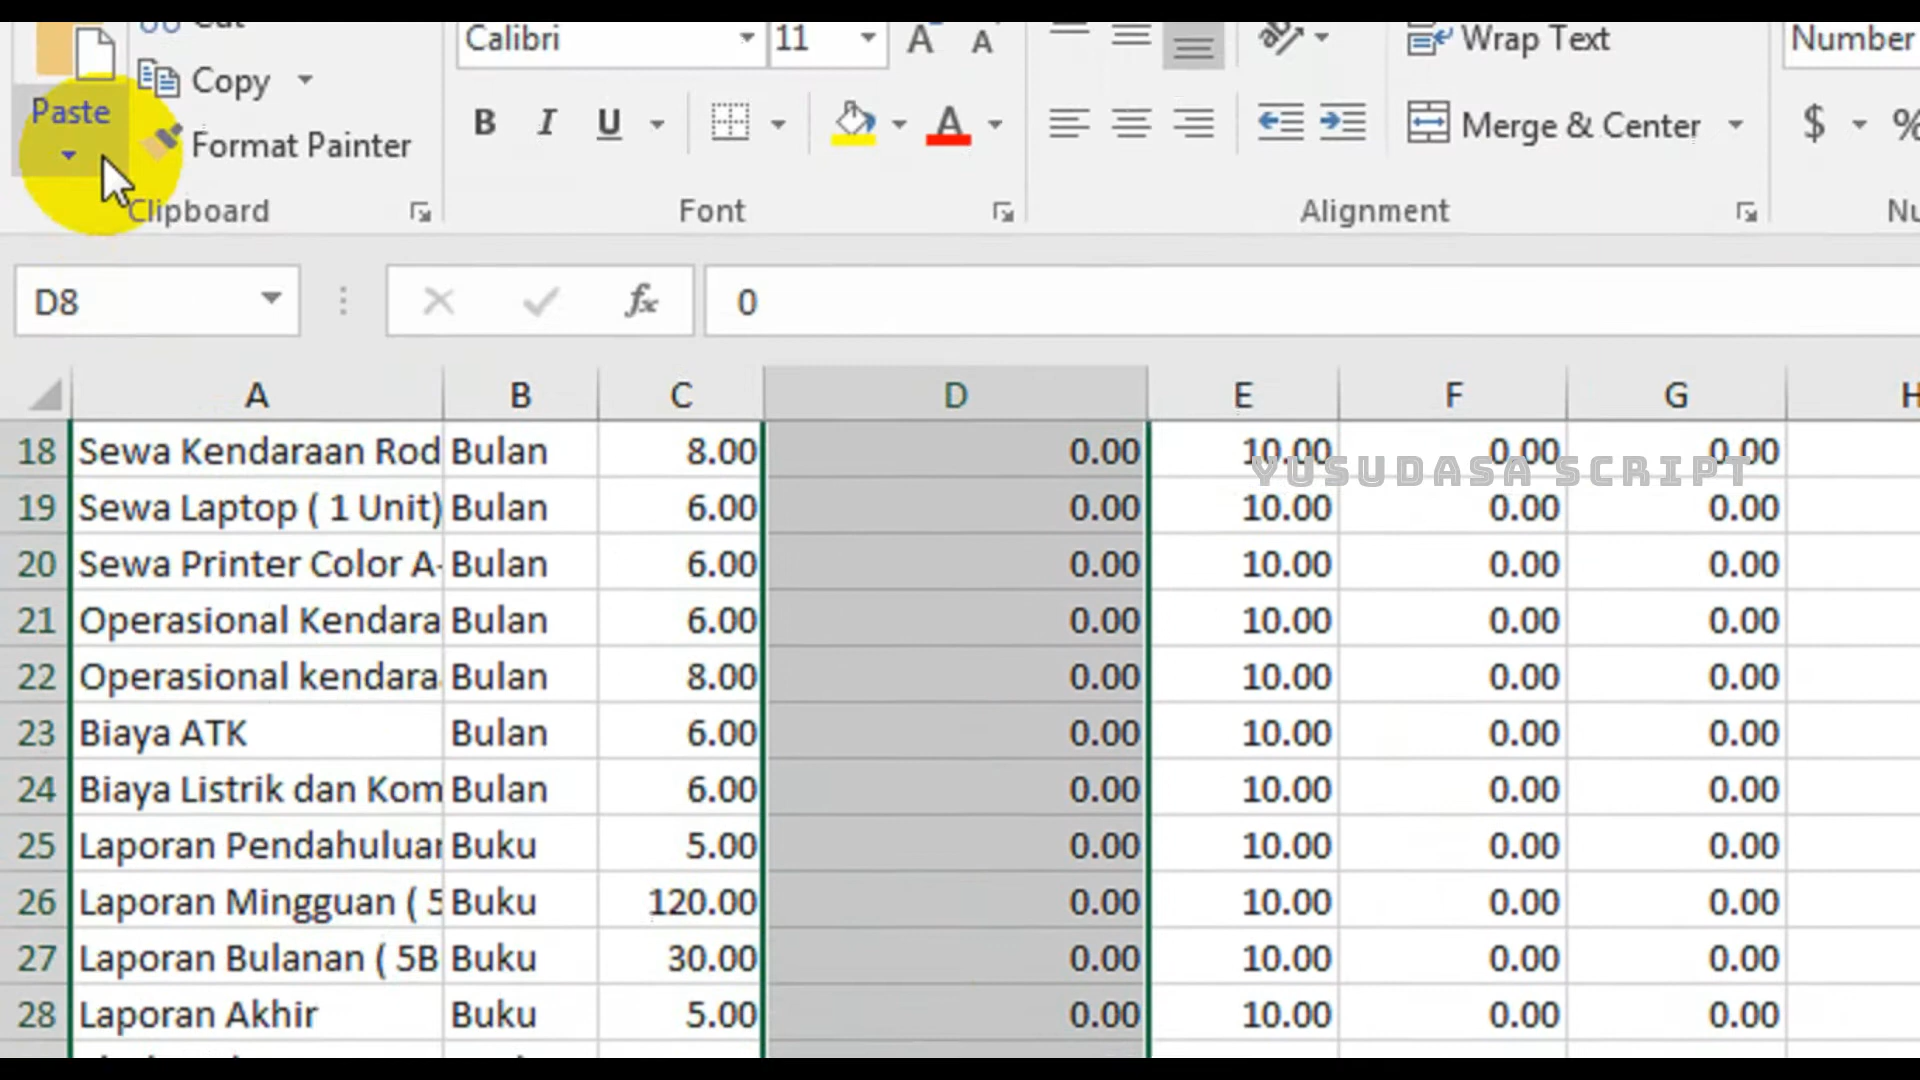 Calibri 11 Wrap Text Number
Paste Copy
Format Painter B I U A Merge & Center $ %
Clipboard Font Alignment
D8 fx 0
A B C D E F G H
18 Sewa Kendaraan Rod Bulan 8.00 0.00 10.00 0.00 0.00
YUSUDASA SCRIPT
19 Sewa Laptop ( 1 Unit) Bulan 6.00 0.00 10.00 0.00 0.00
20 Sewa Printer Color A- Bulan 6.00 0.00 10.00 0.00 0.00
21 Operasional Kendara Bulan 6.00 0.00 10.00 0.00 0.00
22 Operasional kendara Bulan 8.00 0.00 10.00 0.00 0.00
23 Biaya ATK Bulan 6.00 0.00 10.00 0.00 0.00
24 Biaya Listrik dan Kom Bulan 6.00 0.00 10.00 0.00 0.00
25 Laporan Pendahuluan Buku 5.00 0.00 10.00 0.00 0.00
26 Laporan Mingguan ( 5 Buku 120.00 0.00 10.00 0.00 0.00
27 Laporan Bulanan ( 5B Buku 30.00 0.00 10.00 0.00 0.00
28 Laporan Akhir Buku 5.00 0.00 10.00 0.00 0.00